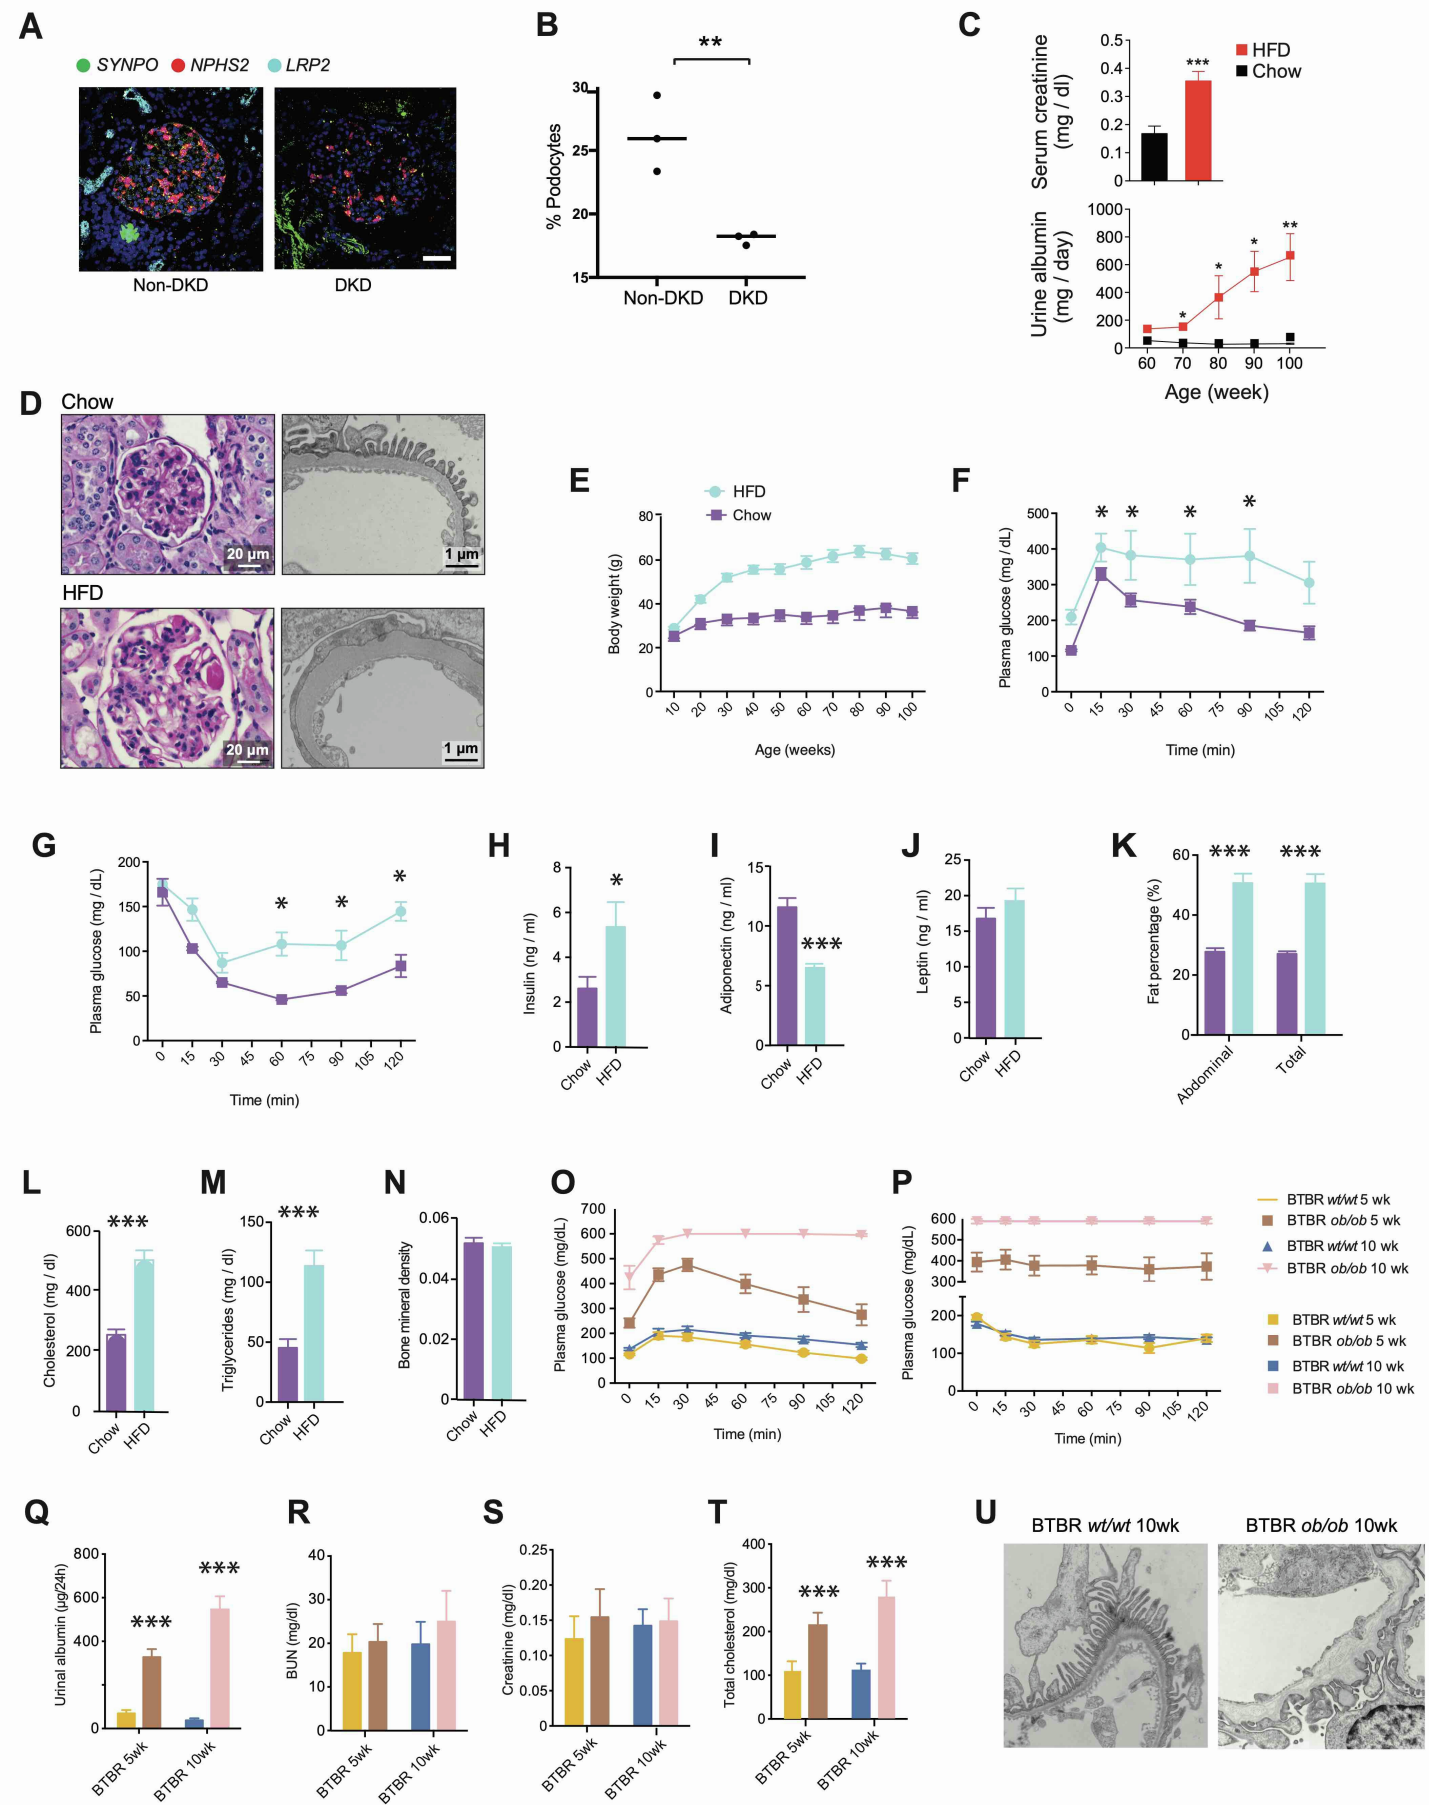 A
SYNPO NPHS2 LRP2
Non-DKD DKD
B
**
% Podocytes
30
25
20
15
Non-DKD DKD
C
HFD
Chow
Serum creatinine
(mg / dl)
0.5
0.4
0.3
0.2
0.1
0
***
Urine albumin
(mg / day)
1000
800
600
400
200
0
* * * **
60 70 80 90 100
Age (week)
D
Chow
20 μm 1 μm
HFD
20 μm 1 μm
E
HFD
Chow
Body weight (g)
80
60
40
20
0
10 20 30 40 50 60 70 80 90 100
Age (weeks)
F
Plasma glucose (mg / dL)
500
400
300
200
100
0
* * * *
0 15 30 45 60 75 90 105 120
Time (min)
G
Plasma glucose (mg / dL)
200
150
100
50
0
* * *
0 15 30 45 60 75 90 105 120
Time (min)
H
Insulin (ng / ml)
8
6
4
2
0
*
Chow HFD
I
Adiponectin (ng / ml)
15
10
5
0
***
Chow HFD
J
Leptin (ng / ml)
25
20
15
10
5
0
Chow HFD
K
Fat percentage (%)
60
40
20
0
*** ***
Abdominal Total
L
Cholesterol (mg / dl)
600
400
200
0
***
Chow HFD
M
Triglycerides (mg / dl)
150
100
50
0
***
Chow HFD
N
Bone mineral density
0.06
0.04
0.02
0
Chow HFD
O
Plasma glucose (mg/dL)
700
600
500
400
300
200
100
0
0 15 30 45 60 75 90 105 120
Time (min)
P
Plasma glucose (mg/dL)
600
500
400
300
200
100
0
0 15 30 45 60 75 90 105 120
Time (min)
BTBR wt/wt 5 wk
BTBR ob/ob 5 wk
BTBR wt/wt 10 wk
BTBR ob/ob 10 wk
BTBR wt/wt 5 wk
BTBR ob/ob 5 wk
BTBR wt/wt 10 wk
BTBR ob/ob 10 wk
Q
Urinal albumin (μg/24h)
800
600
400
0
*** ***
BTBR 5wk BTBR 10wk
R
BUN (mg/dl)
40
30
20
10
0
BTBR 5wk BTBR 10wk
S
Creatinine (mg/dl)
0.25
0.20
0.15
0.10
0.05
0
BTBR 5wk BTBR 10wk
T
Total cholesterol (mg/dl)
400
300
200
100
0
*** ***
BTBR 5wk BTBR 10wk
U
BTBR wt/wt 10wk BTBR ob/ob 10wk